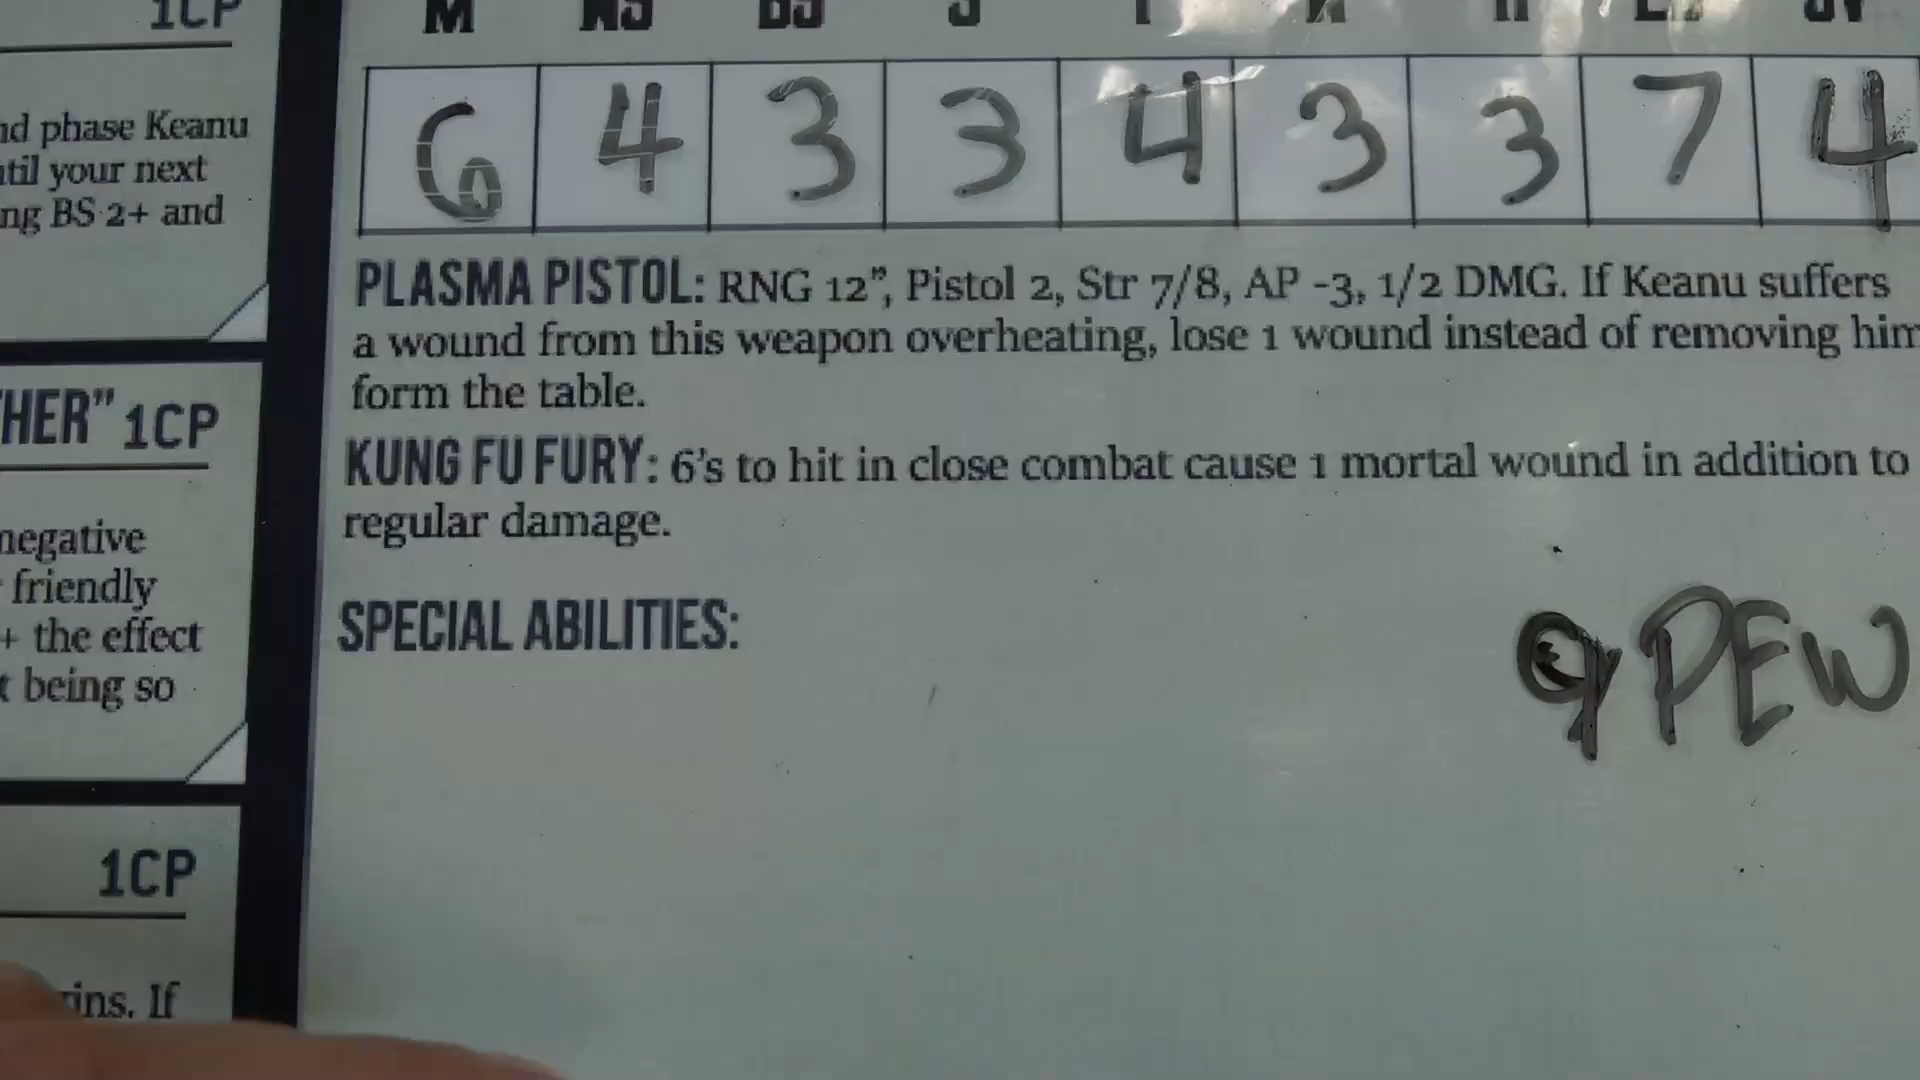 1CP
M WS BS S T W A LD SV
6 4 3 3 4 3 3 7 4
phase Keanu
your next
BS 2+ and
PLASMA PISTOL: RNG 12”, Pistol 2, Str 7/8, AP -3, 1/2 DMG. If Keanu suffers
a wound from this weapon overheating, lose 1 wound instead of removing him
form the table.
KUNG FU FURY: 6’s to hit in close combat cause 1 mortal wound in addition to
regular damage.
SPECIAL ABILITIES:
PEW
HER” 1CP
negative
friendly
+ the effect
being so
1CP
If